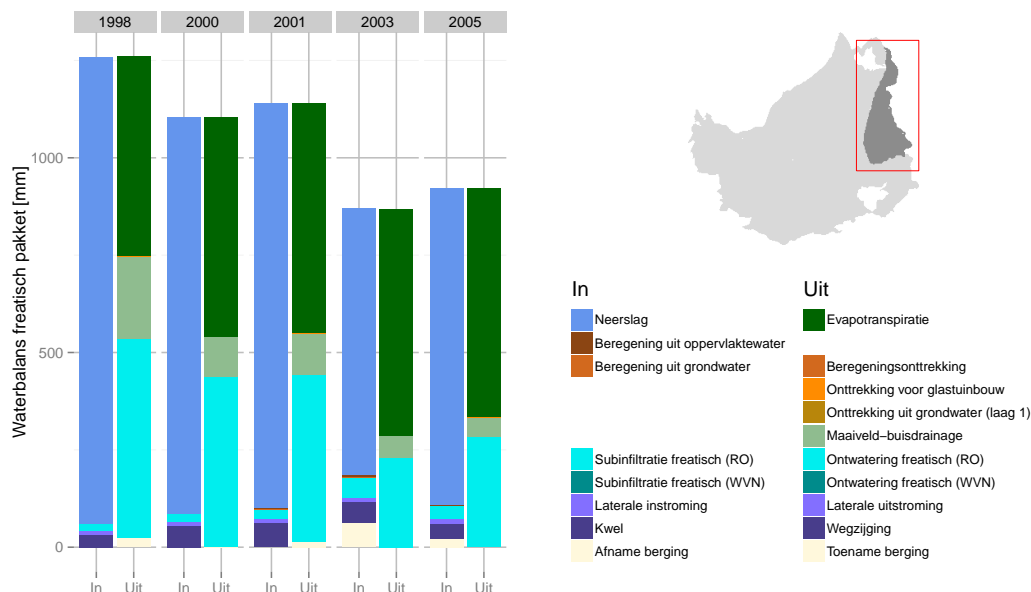 1998 2000 2001 2003 2005
Waterbalans freatisch pakket [mm]
1000
500
0
In Uit In Uit In Uit In Uit In Uit
In Uit
Neerslag Evapotranspiratie
Beregening uit oppervlaktewater
Beregening uit grondwater Beregeningsonttrekking
Onttrekking voor glastuinbouw
Onttrekking uit grondwater (laag 1)
Maaiveld−buisdrainage
Subinfiltratie freatisch (RO) Ontwatering freatisch (RO)
Subinfiltratie freatisch (WVN) Ontwatering freatisch (WVN)
Laterale instroming Laterale uitstroming
Kwel Wegzijging
Afname berging Toename berging